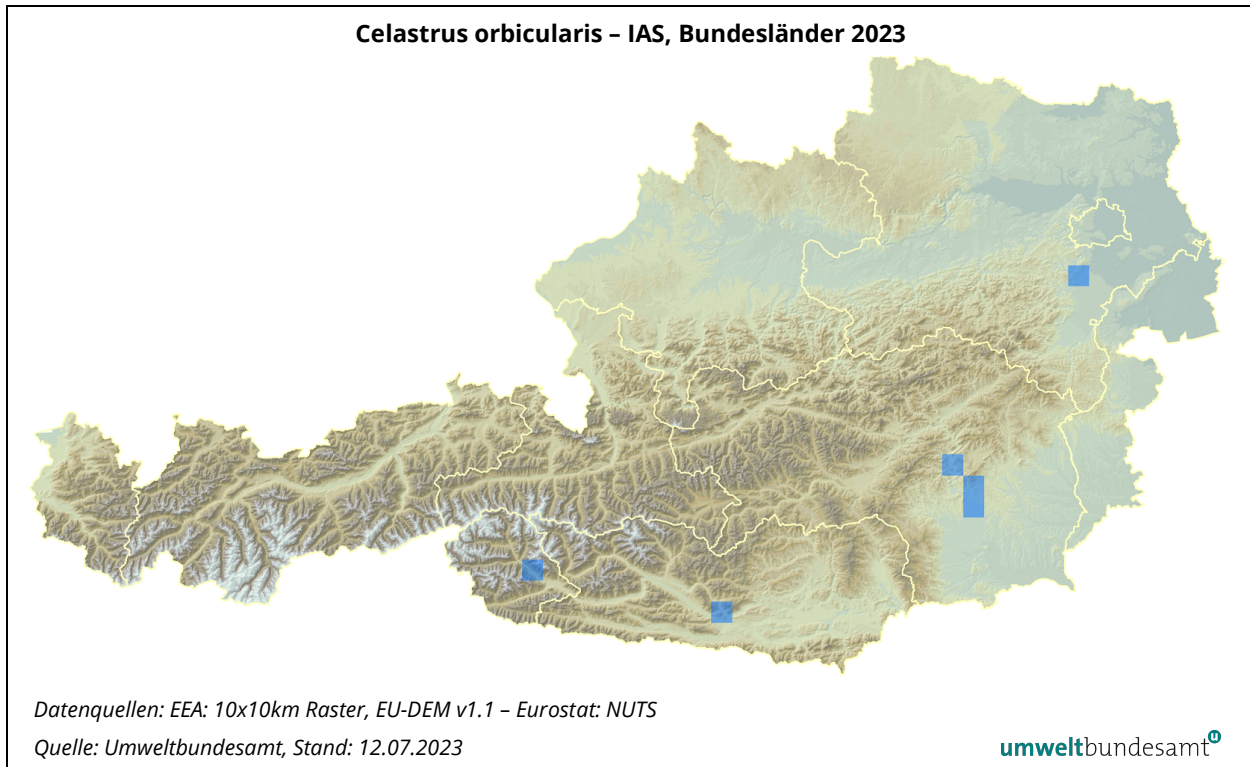 Celastrus orbicularis – IAS, Bundesländer 2023
Datenquellen: EEA: 10x10km Raster, EU-DEM v1.1 – Eurostat: NUTS
Quelle: Umweltbundesamt, Stand: 12.07.2023
umweltbundesamt u